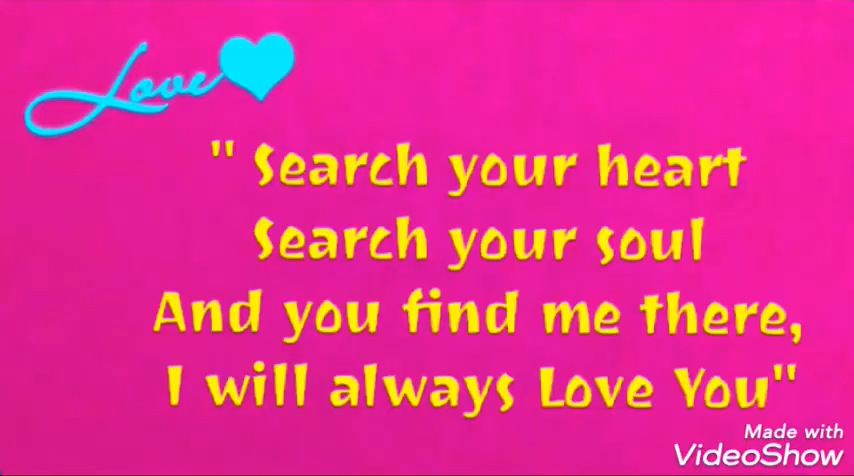 Love
" Search your heart
Search your soul
And you find me there,
I will always Love You"
Made with
VideoShow